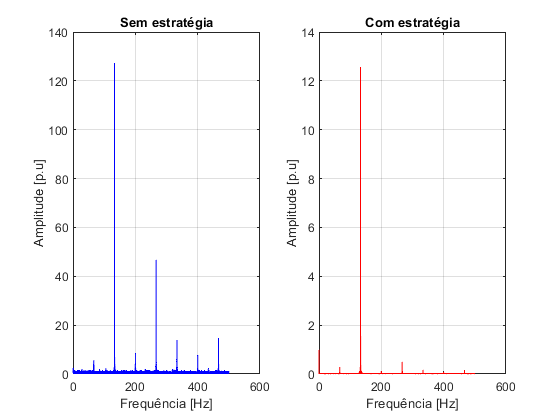 Sem estratégia
Amplitude [p.u]
140
120
100
80
60
40
20
0
0 200 400 600
Frequência [Hz]
Com estratégia
Amplitude [p.u]
14
12
10
8
6
4
2
0
0 200 400 600
Frequência [Hz]